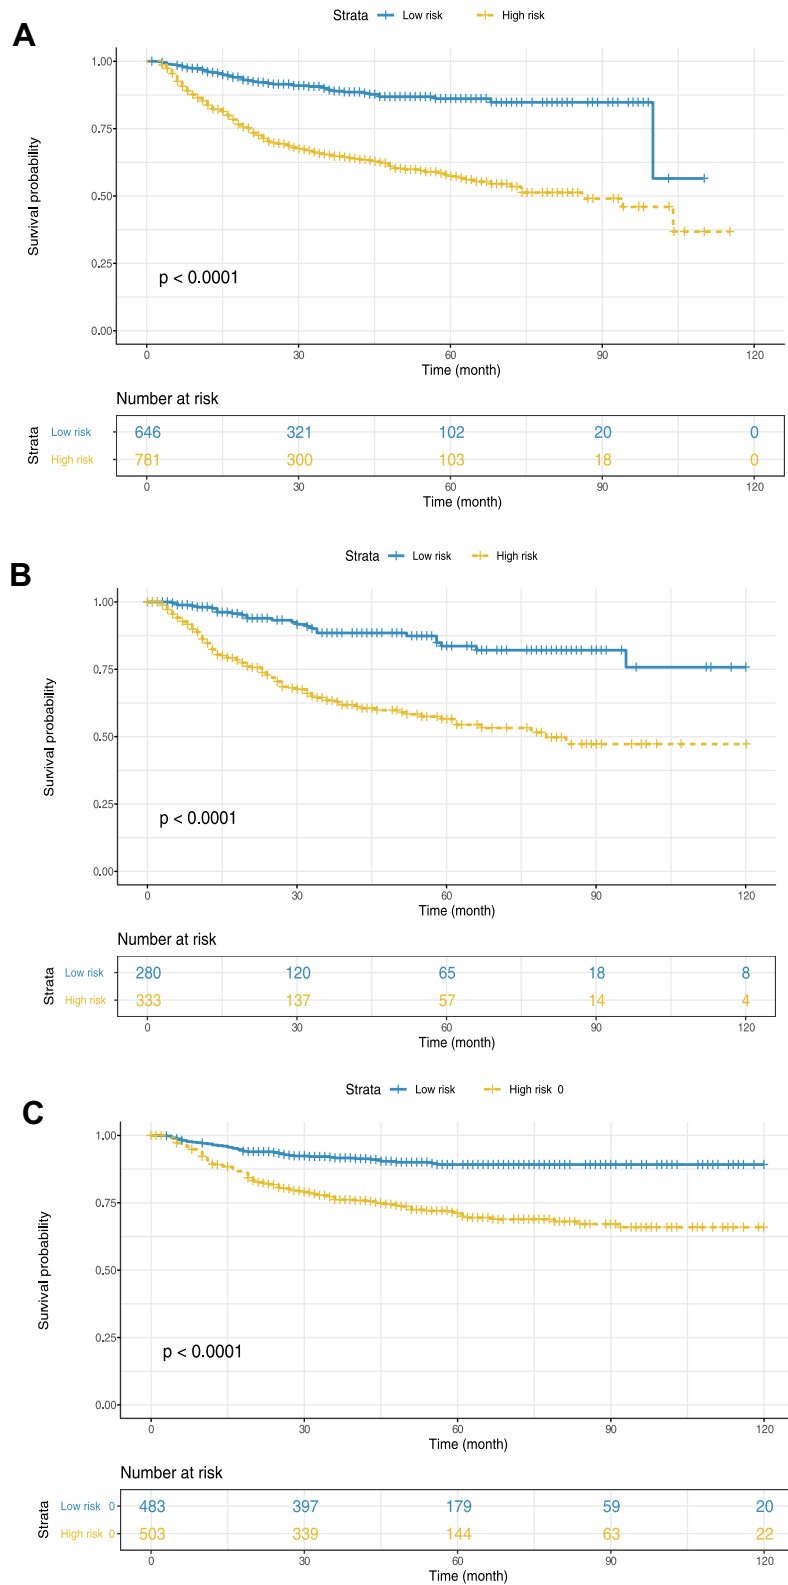 A
Strata Low risk High risk
1.00
0.75
0.50
0.25
0.00
Survival probability
p < 0.0001
0 30 60 90 120
Time (month)
Number at risk
Strata
Low risk 646 321 102 20 0
High risk 781 300 103 18 0
0 30 60 90 120
Time (month)
B
Strata Low risk High risk
1.00
0.75
0.50
0.25
0.00
Survival probability
p < 0.0001
0 30 60 90 120
Time (month)
Number at risk
Strata
Low risk 280 120 65 18 8
High risk 333 137 57 14 4
0 30 60 90 120
Time (month)
C
Strata Low risk High risk 0
1.00
0.75
0.50
0.25
0.00
Survival probability
p < 0.0001
0 30 60 90 120
Time (month)
Number at risk
Strata
Low risk 0 483 397 179 59 20
High risk 0 503 339 144 63 22
0 30 60 90 120
Time (month)